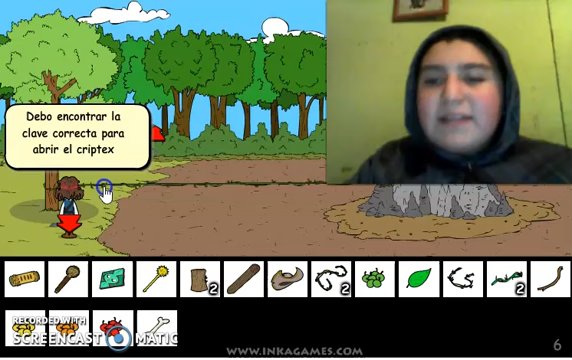 Debo encontrar la
clave correcta para
abrir el criptex
2
2
2
RECORDED WITH
SCREENCAST MATIC
WWW.INKAGAMES.COM
6